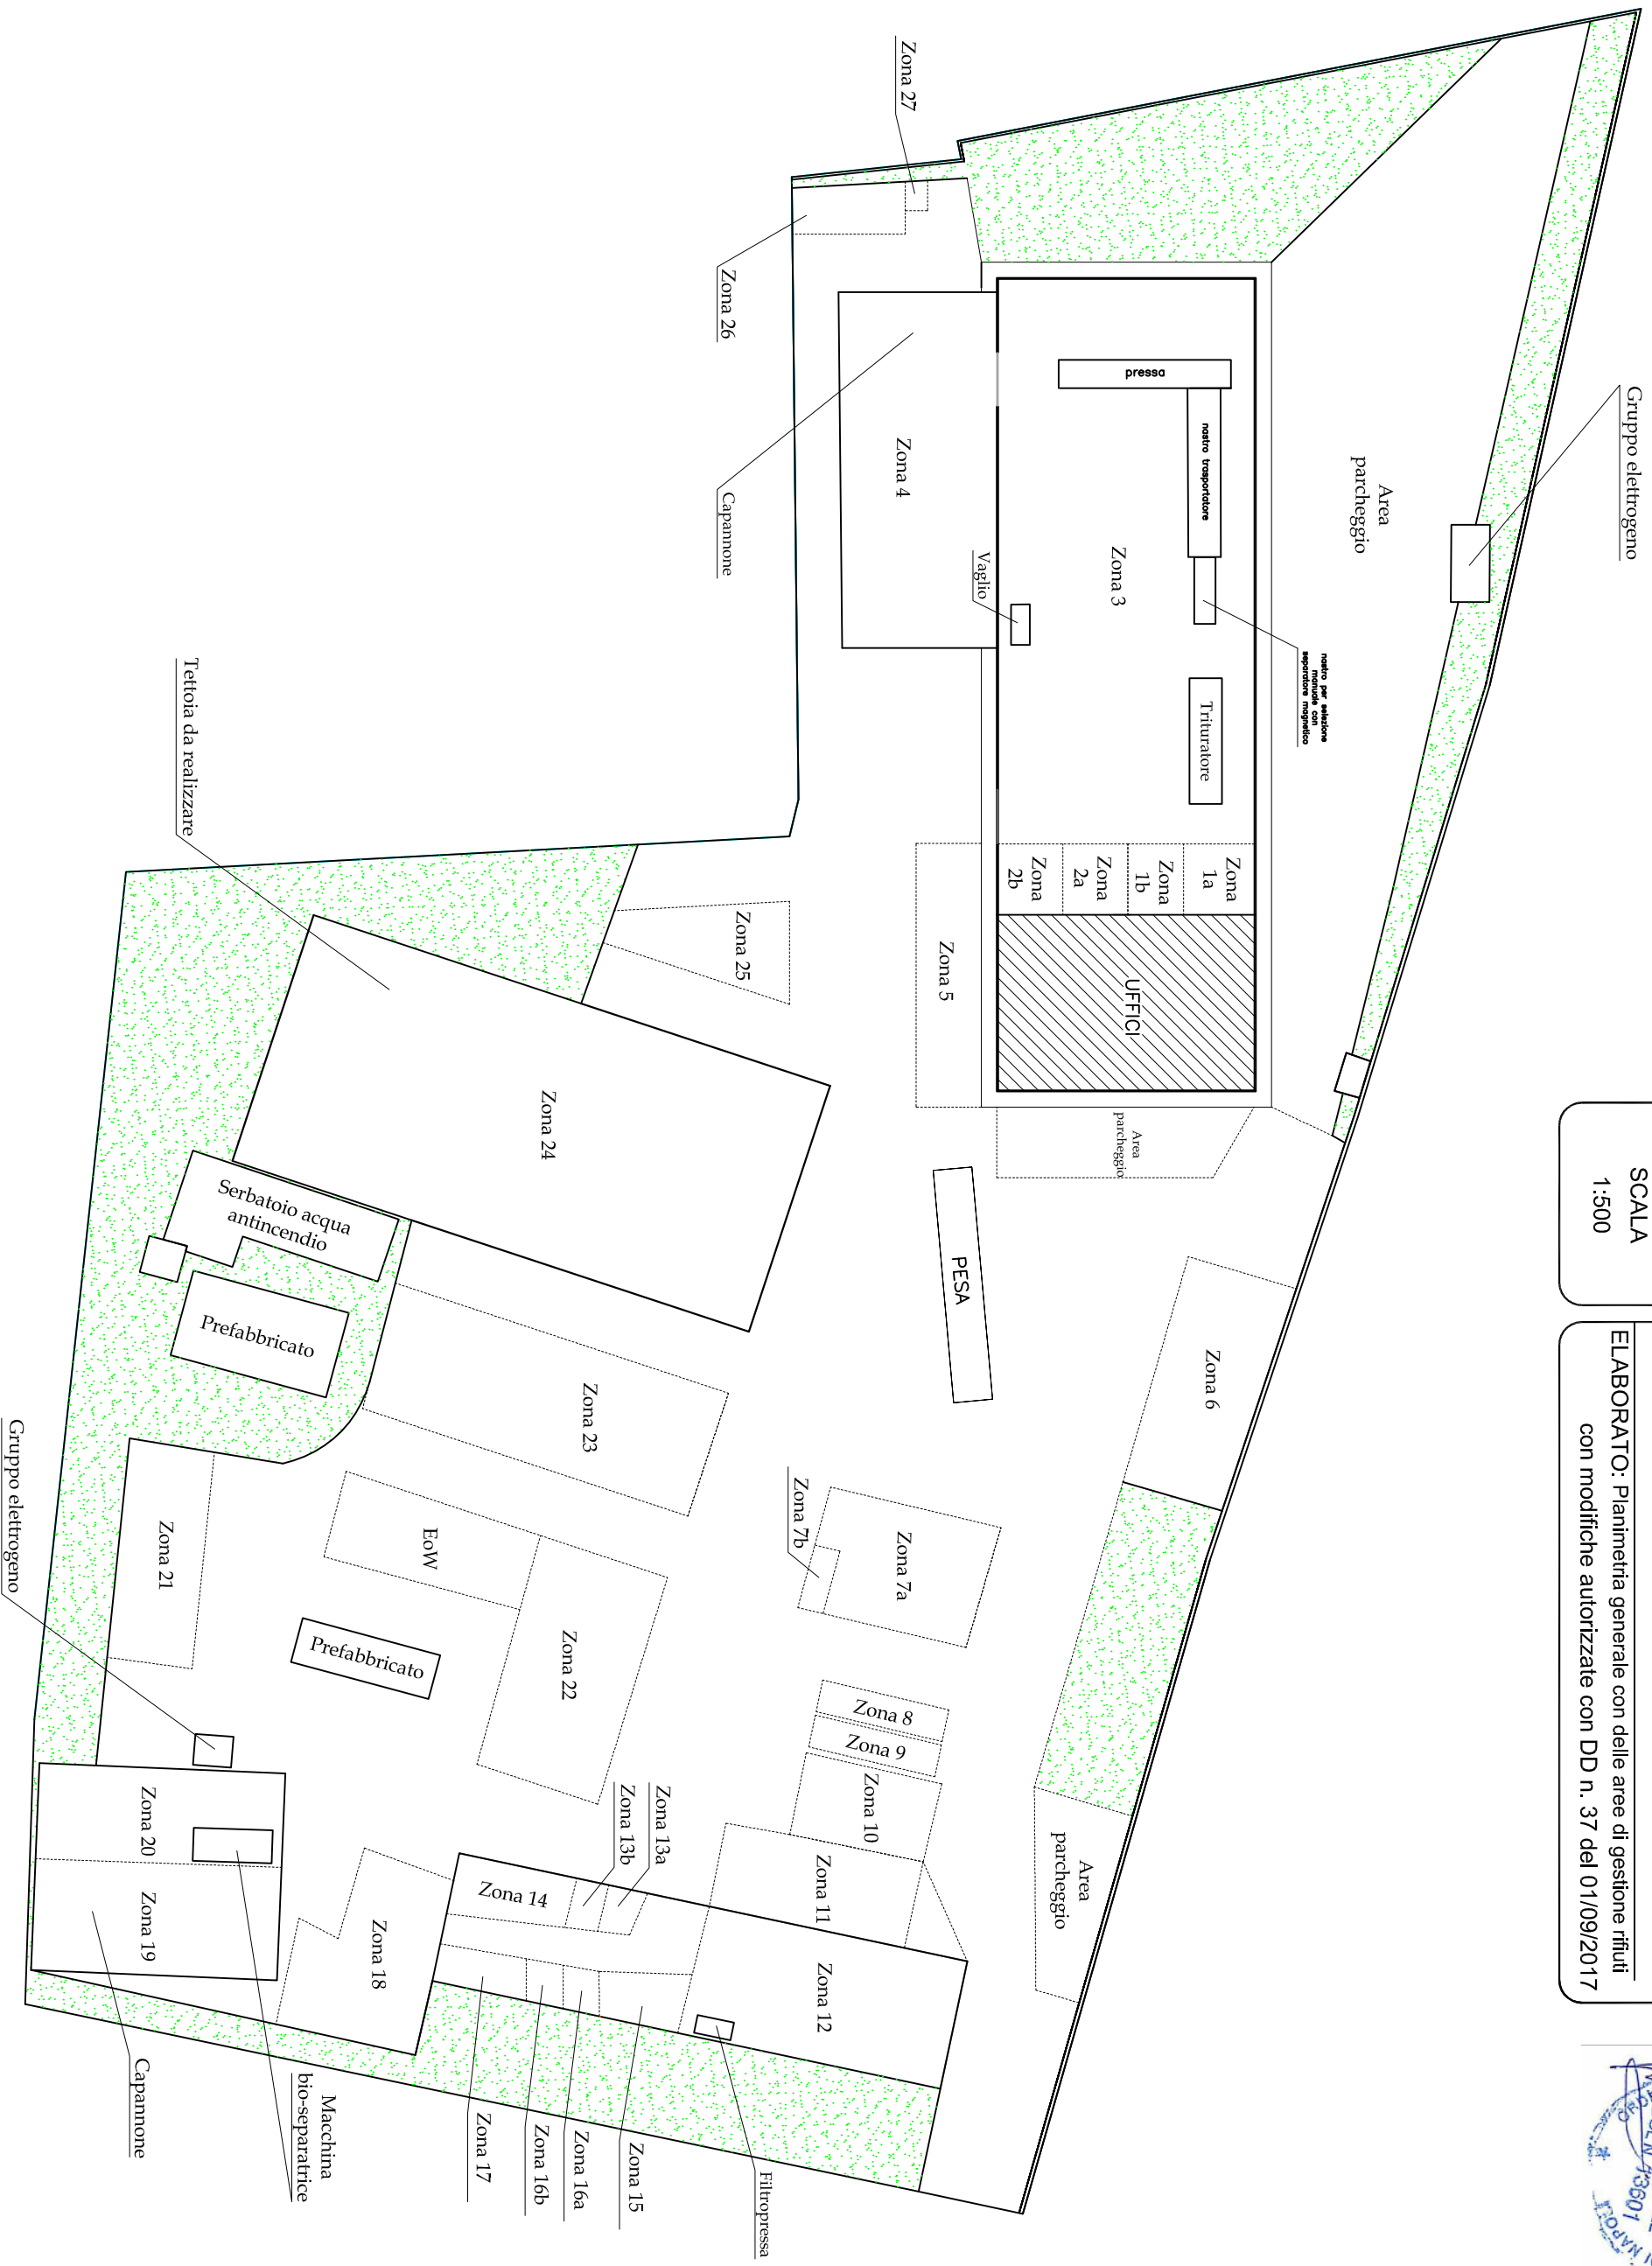 SCALA
1:500
ELABORATO: Planimetria generale con delle aree di gestione rifiuti
con modifiche autorizzate con DD n. 37 del 01/09/2017
Gruppo elettrogeno
Area
parcheggio
Zona 27
Zona 26
pressa
nastro trasportatore
nastro per selezione
manuale con
separatore magnetico
Zona 3
Trituratore
Vaglio
Zona 4
Capannone
Zona
1a
Zona
1b
Zona
2a
Zona
2b
UFFICI
Zona 5
Area
parcheggio
PESA
Zona 6
Tettoia da realizzare
Zona 25
Zona 24
Serbatoio acqua
antincendio
Prefabbricato
Zona 23
Zona 7a
Zona 7b
EoW
Zona 22
Prefabbricato
Zona 21
Gruppo elettrogeno
Zona 8
Zona 9
Zona 10
Zona 11
Zona 12
Area
parcheggio
Zona 13a
Zona 13b
Zona 14
Zona 18
Zona 20
Zona 19
Filtropressa
Zona 15
Zona 16a
Zona 16b
Zona 17
Macchina
bio-separatrice
Capannone
13601
NAPOLI